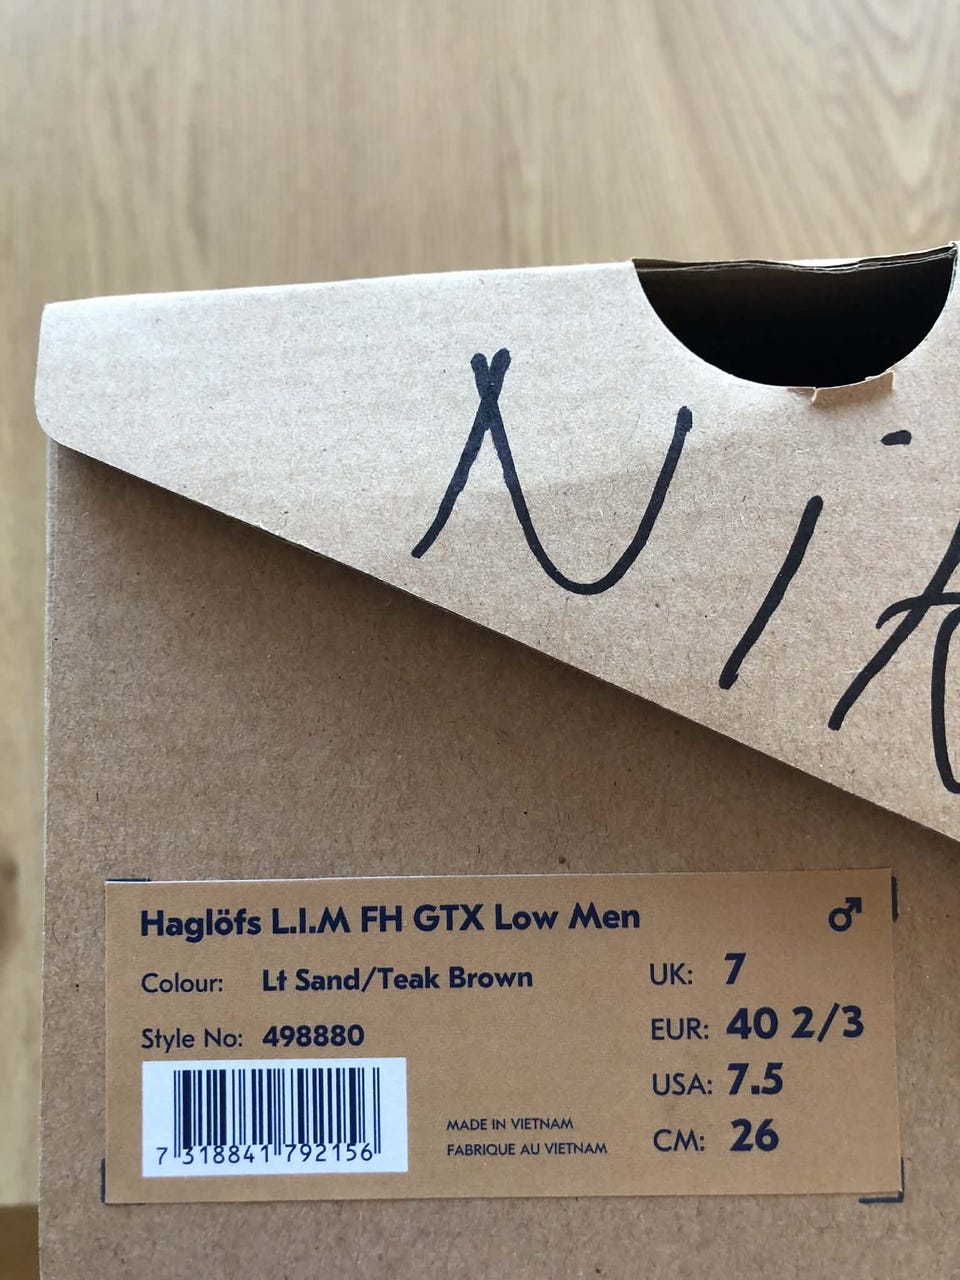 Nik
Haglöfs L.I.M FH GTX Low Men
Colour: Lt Sand/Teak Brown
Style No: 498880
7 318841 792156
MADE IN VIETNAM
FABRIQUE AU VIETNAM
UK: 7
EUR: 40 2/3
USA: 7.5
CM: 26